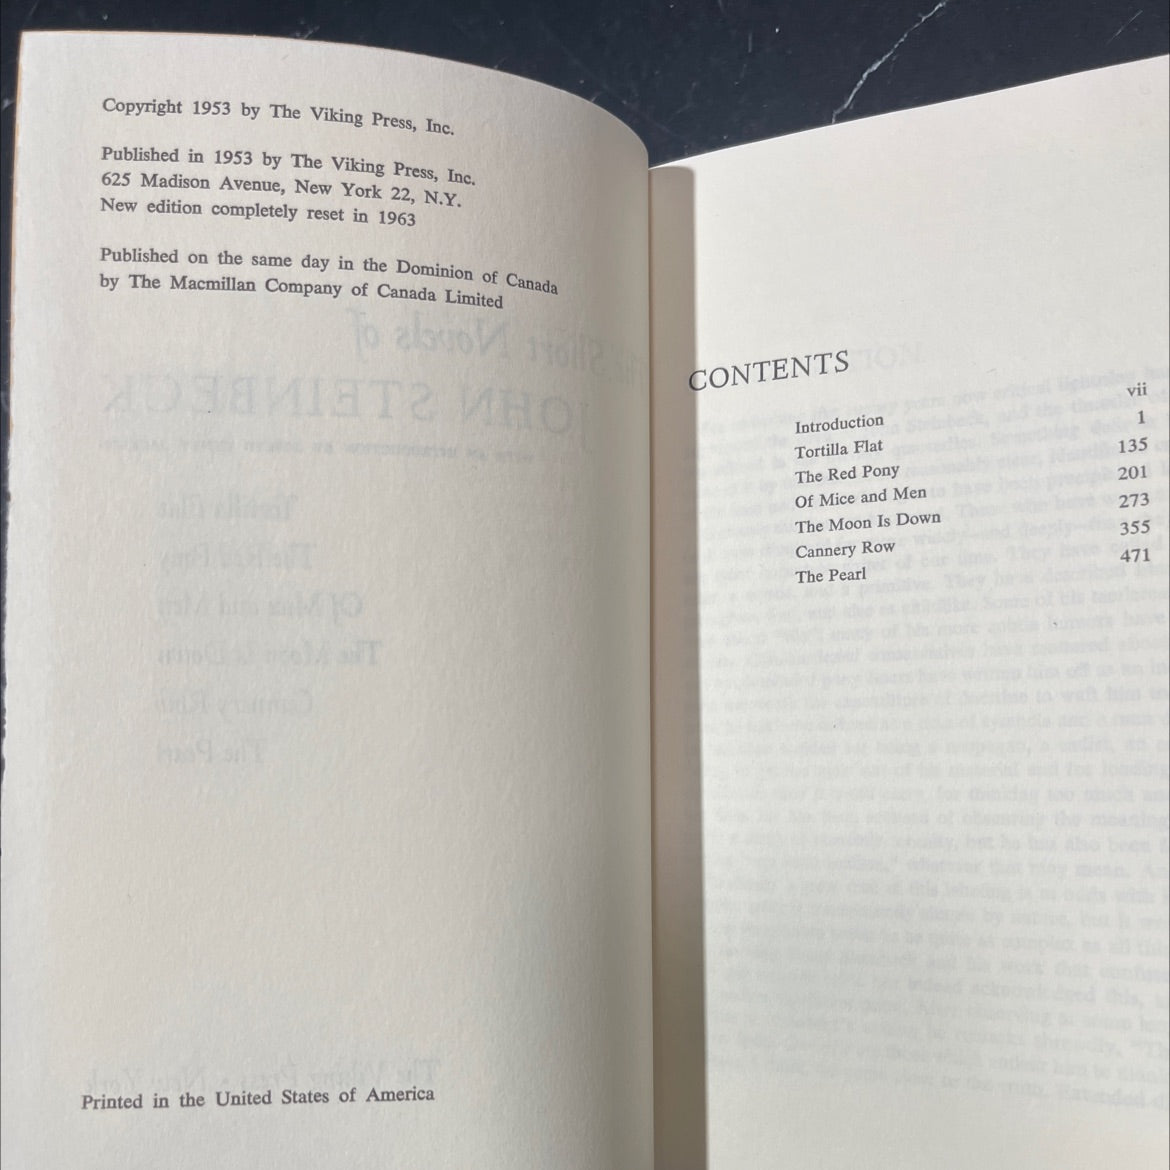 Copyright 1953 by The Viking Press, Inc.
Published in 1953 by The Viking Press, Inc.
625 Madison Avenue, New York 22, N.Y.
New edition completely reset in 1963
Published on the same day in the Dominion of Canada
by The Macmillan Company of Canada Limited
Printed in the United States of America
CONTENTS
Introduction vii
Tortilla Flat 1
The Red Pony 135
Of Mice and Men 201
The Moon Is Down 273
Cannery Row 355
The Pearl 471